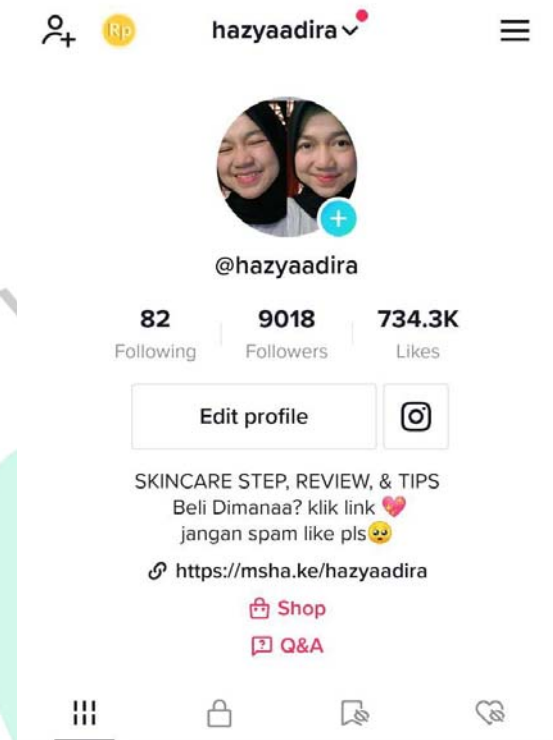 Rp hazyaadira
@hazyaadira
82 9018 734.3K
Following Followers Likes
Edit profile
SKINCARE STEP, REVIEW, & TIPS
Beli Dimanaa? klik link 💖
jangan spam like pls🥺
https://msha.ke/hazyaadira
Shop
Q&A